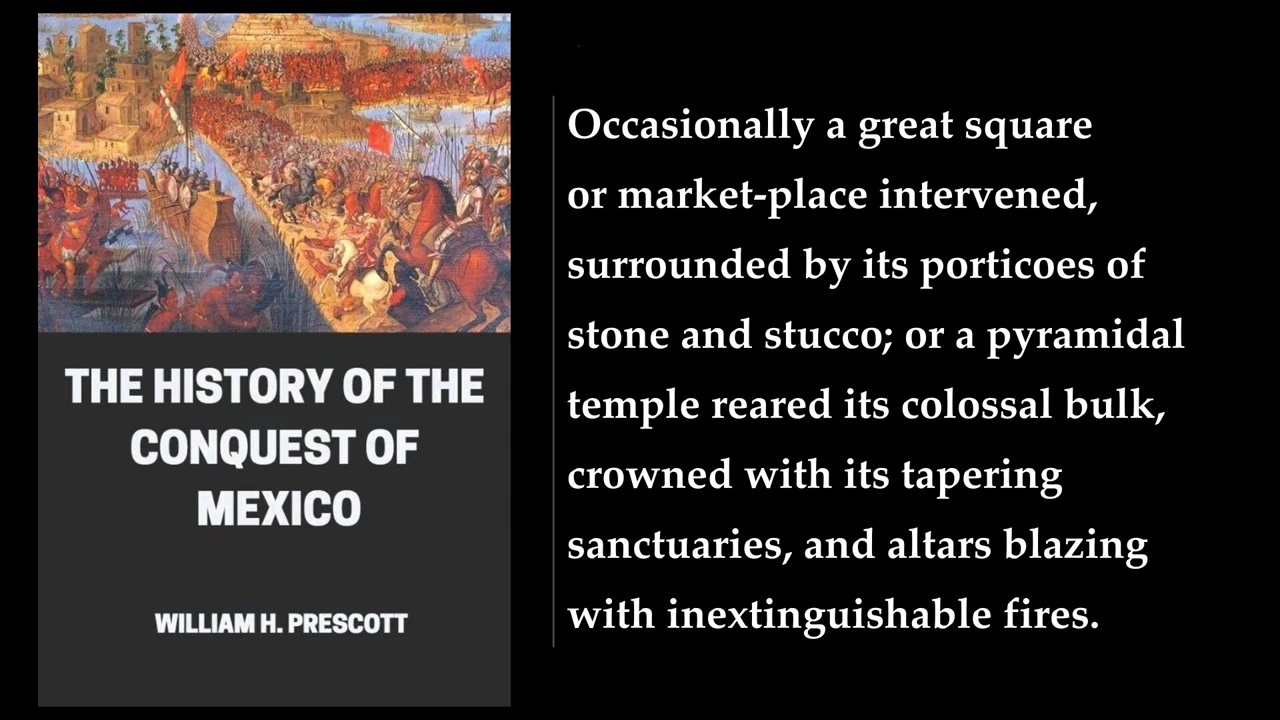 THE HISTORY OF THE
CONQUEST OF
MEXICO
WILLIAM H. PRESCOTT
Occasionally a great square
or market-place intervened,
surrounded by its porticoes of
stone and stucco; or a pyramidal
temple reared its colossal bulk,
crowned with its tapering
sanctuaries, and altars blazing
with inextinguishable fires.